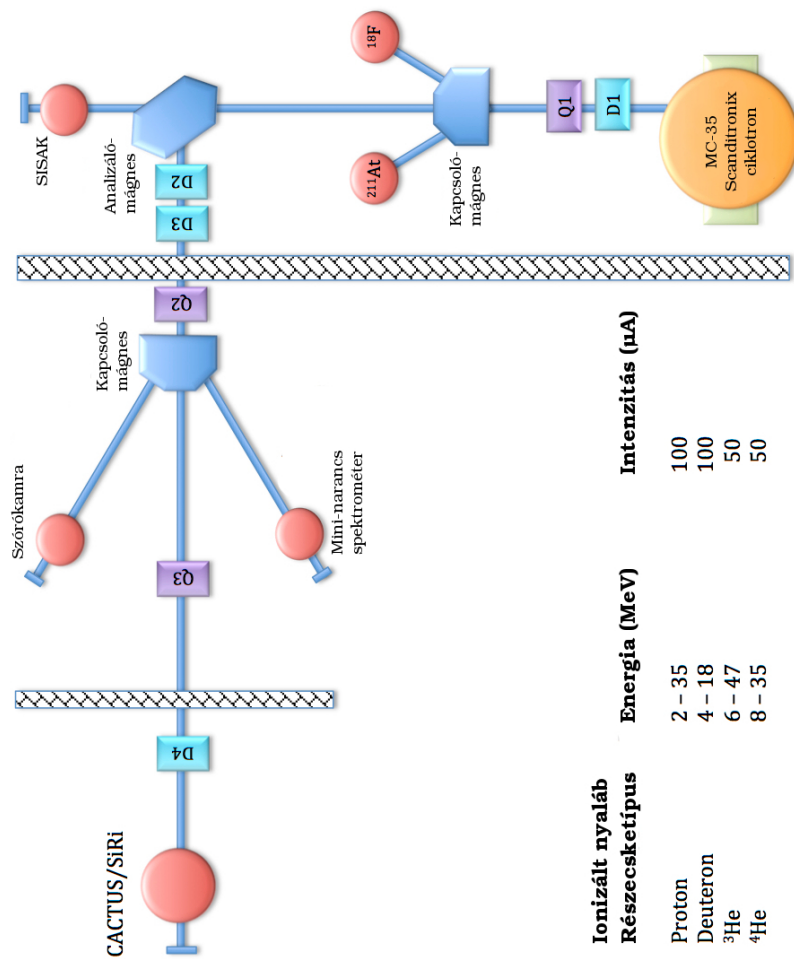 SISAK
18F
Analizáló-
mágnes
D2
D3
211At
Kapcsoló-
mágnes
Q1
D1
MC-35
Scanditronix
ciklotron
Q2
Kapcsoló-
mágnes
Szórókamra
Mini-narancs
spektrométer
Q3
D4
CACTUS/SiRi
Ionizált nyaláb
Részecsketípus Energia (MeV) Intenzitás (µA)
Proton 2 – 35 100
Deuteron 4 – 18 100
³He 6 – 47 50
⁴He 8 – 35 50